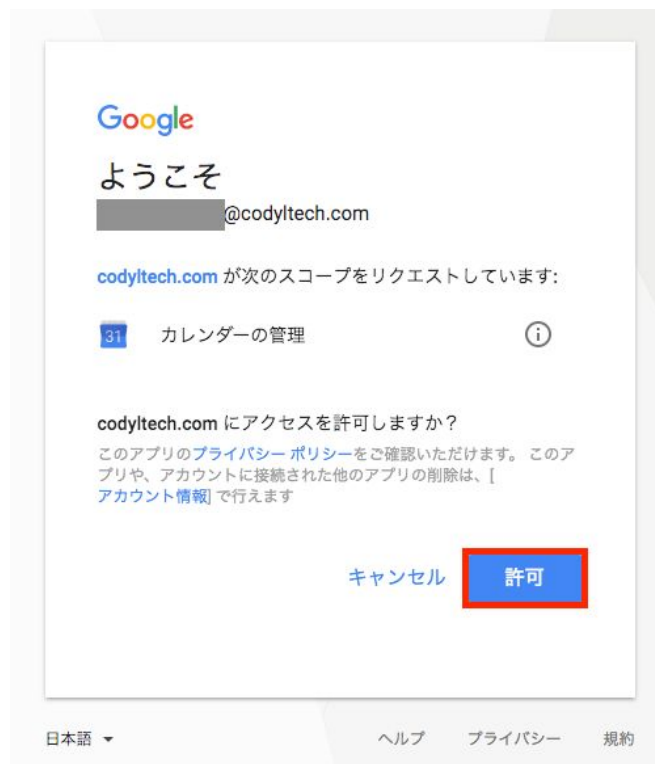 Google
ようこそ
@codyltech.com
codyltech.com が次のスコープをリクエストしています:
31 カレンダーの管理
codyltech.com にアクセスを許可しますか？
このアプリのプライバシー ポリシーをご確認いただけます。 このア
プリや、アカウントに接続された他のアプリの削除は、[
アカウント情報] で行えます
キャンセル 許可
日本語 ヘルプ プライバシー 規約